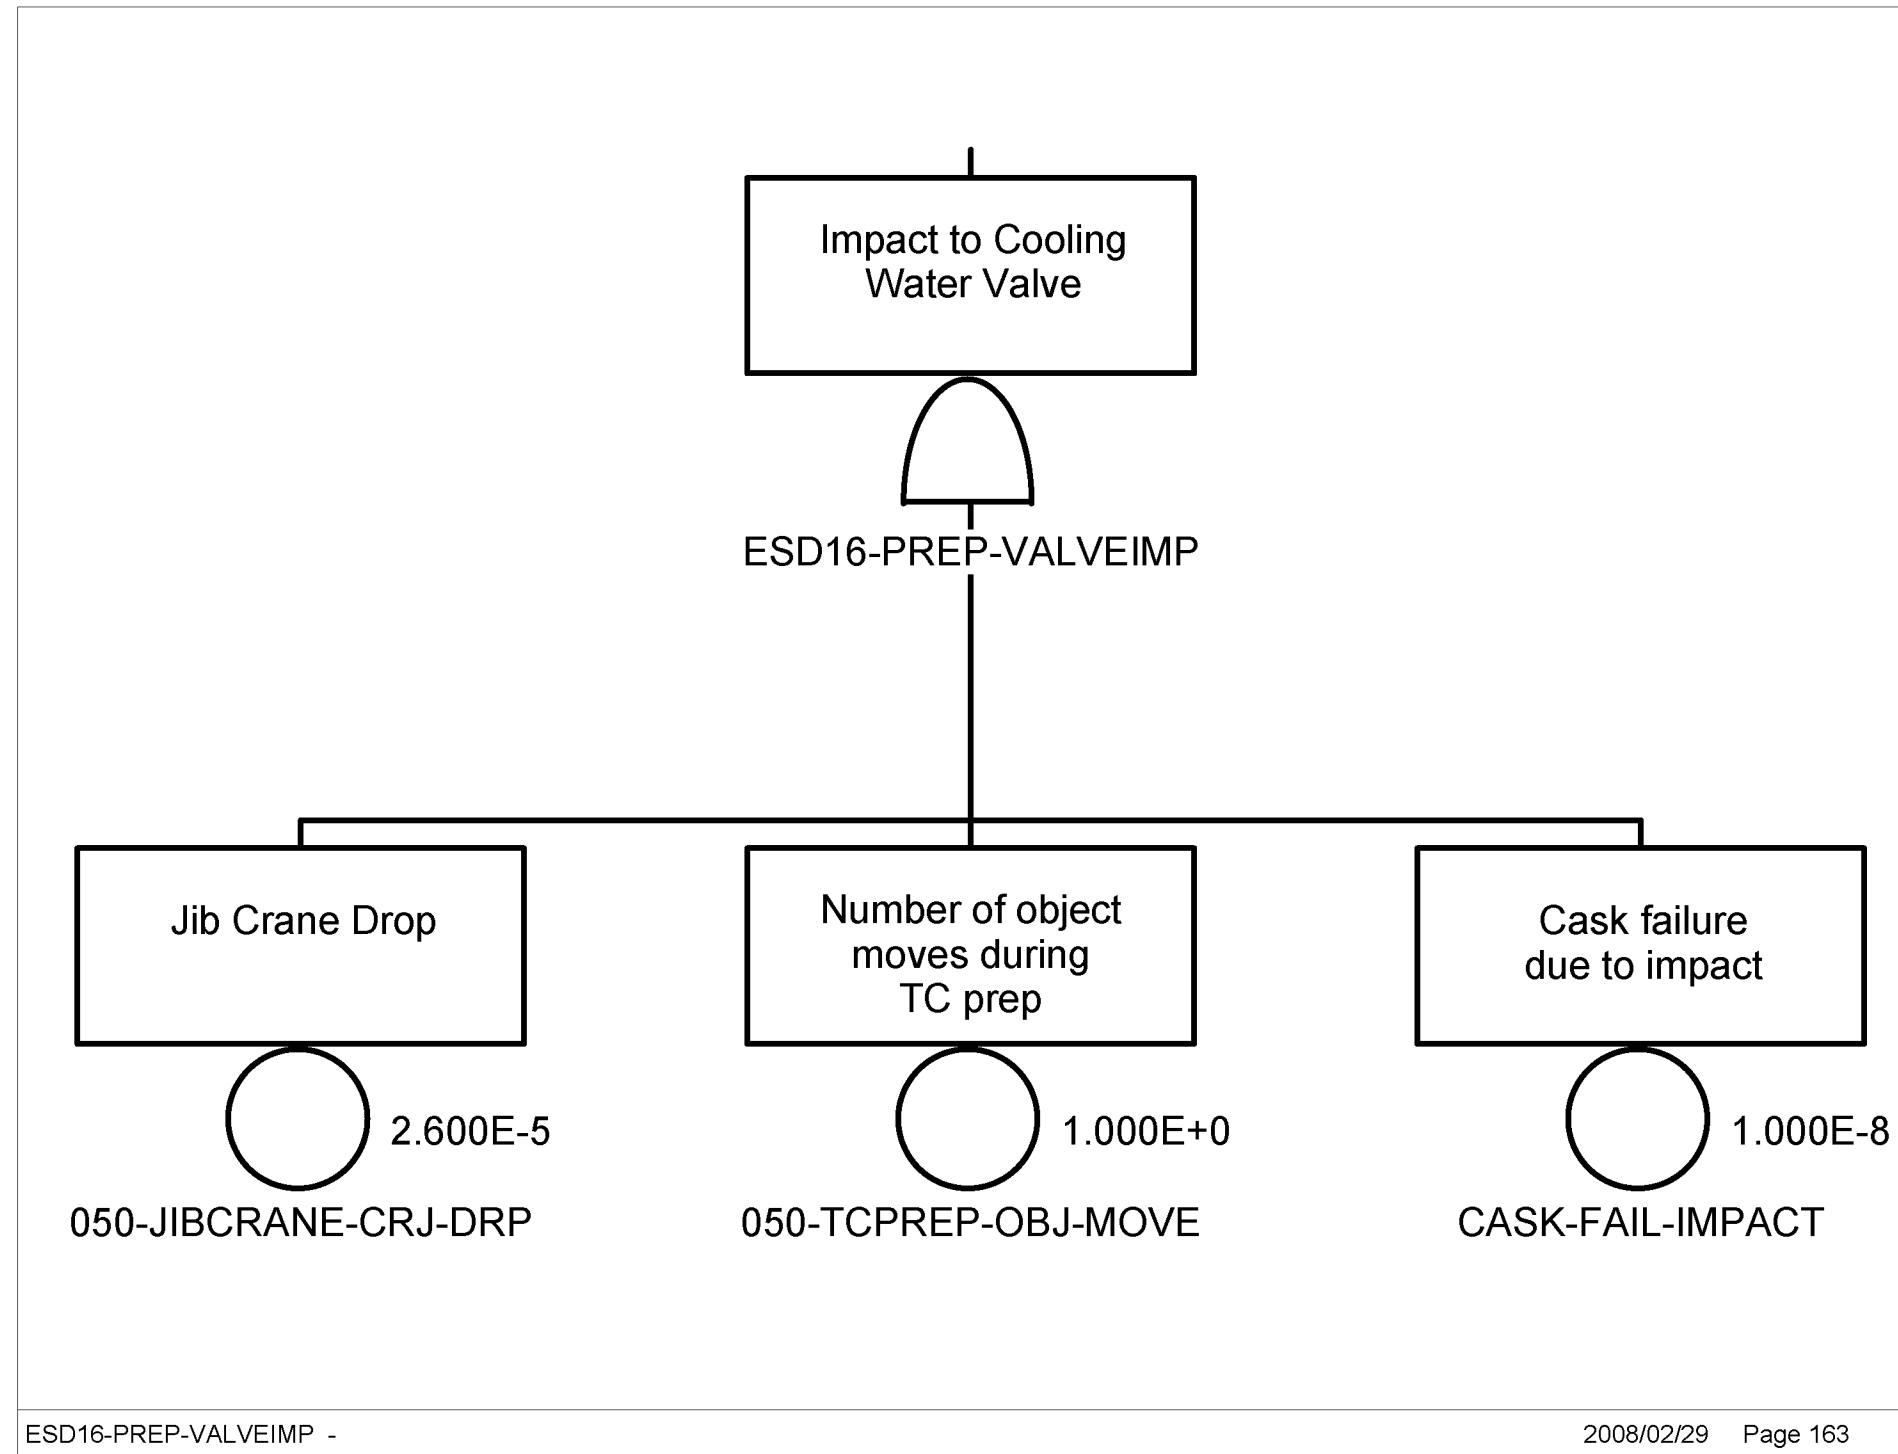 Impact to Cooling
Water Valve
ESD16-PREP-VALVEIMP
Jib Crane Drop
Number of object
moves during
TC prep
Cask failure
due to impact
2.600E-5
1.000E+0
1.000E-8
050-JIBCRANE-CRJ-DRP
050-TCPREP-OBJ-MOVE
CASK-FAIL-IMPACT
ESD16-PREP-VALVEIMP -
2008/02/29 Page 163